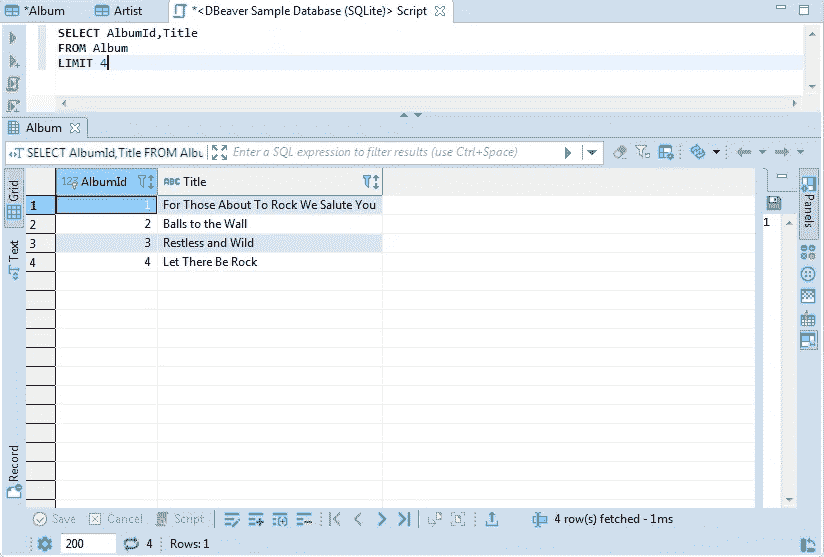 *Album
Artist
*<DBeaver Sample Database (SQLite)> Script
SELECT AlbumId,Title
FROM Album
LIMIT 4
Album
SELECT AlbumId,Title FROM Albu
Enter a SQL expression to filter results (use Ctrl+Space)
Grid
Text
Record
123 AlbumId
ABC Title
1 1 For Those About To Rock We Salute You
2 2 Balls to the Wall
3 3 Restless and Wild
4 4 Let There Be Rock
1
Panels
Save Cancel Script
4 row(s) fetched - 1ms
200 4 Rows: 1